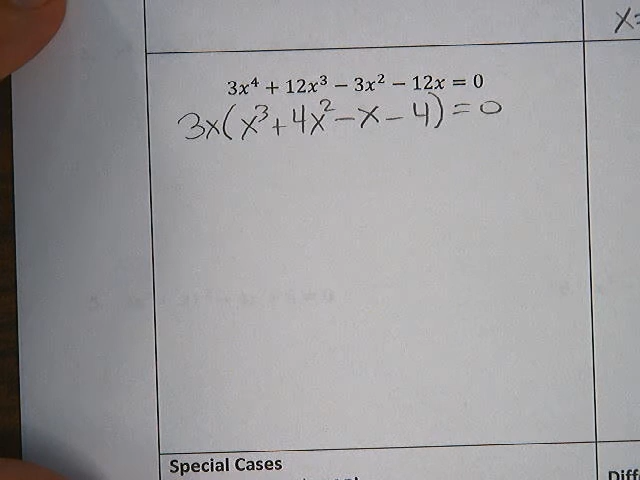 x=
3x⁴ + 12x³ − 3x² − 12x = 0
3x(x³+4x²−x−4)=0
Special Cases
Diff